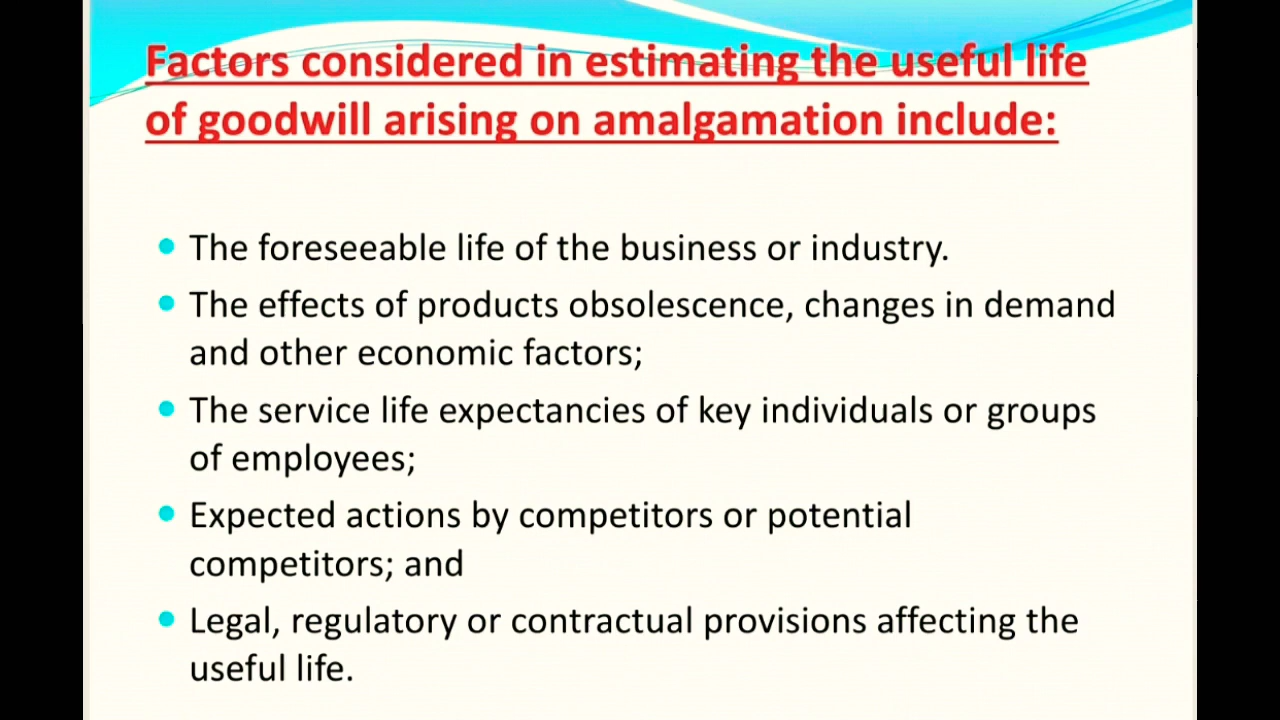 Factors considered in estimating the useful life
of goodwill arising on amalgamation include:
• The foreseeable life of the business or industry.
• The effects of products obsolescence, changes in demand
and other economic factors;
• The service life expectancies of key individuals or groups
of employees;
• Expected actions by competitors or potential
competitors; and
• Legal, regulatory or contractual provisions affecting the
useful life.